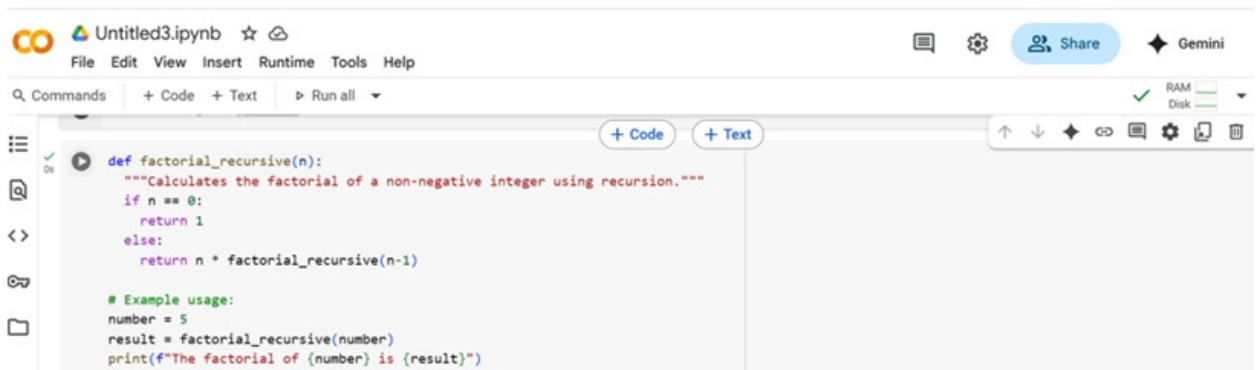 CO
Untitled3.ipynb
File Edit View Insert Runtime Tools Help
Share
Gemini
Commands + Code + Text Run all
RAM
Disk
+ Code + Text
0s
def factorial_recursive(n):
"""Calculates the factorial of a non-negative integer using recursion."""
if n == 0:
return 1
else:
return n * factorial_recursive(n-1)
# Example usage:
number = 5
result = factorial_recursive(number)
print(f"The factorial of {number} is {result}")